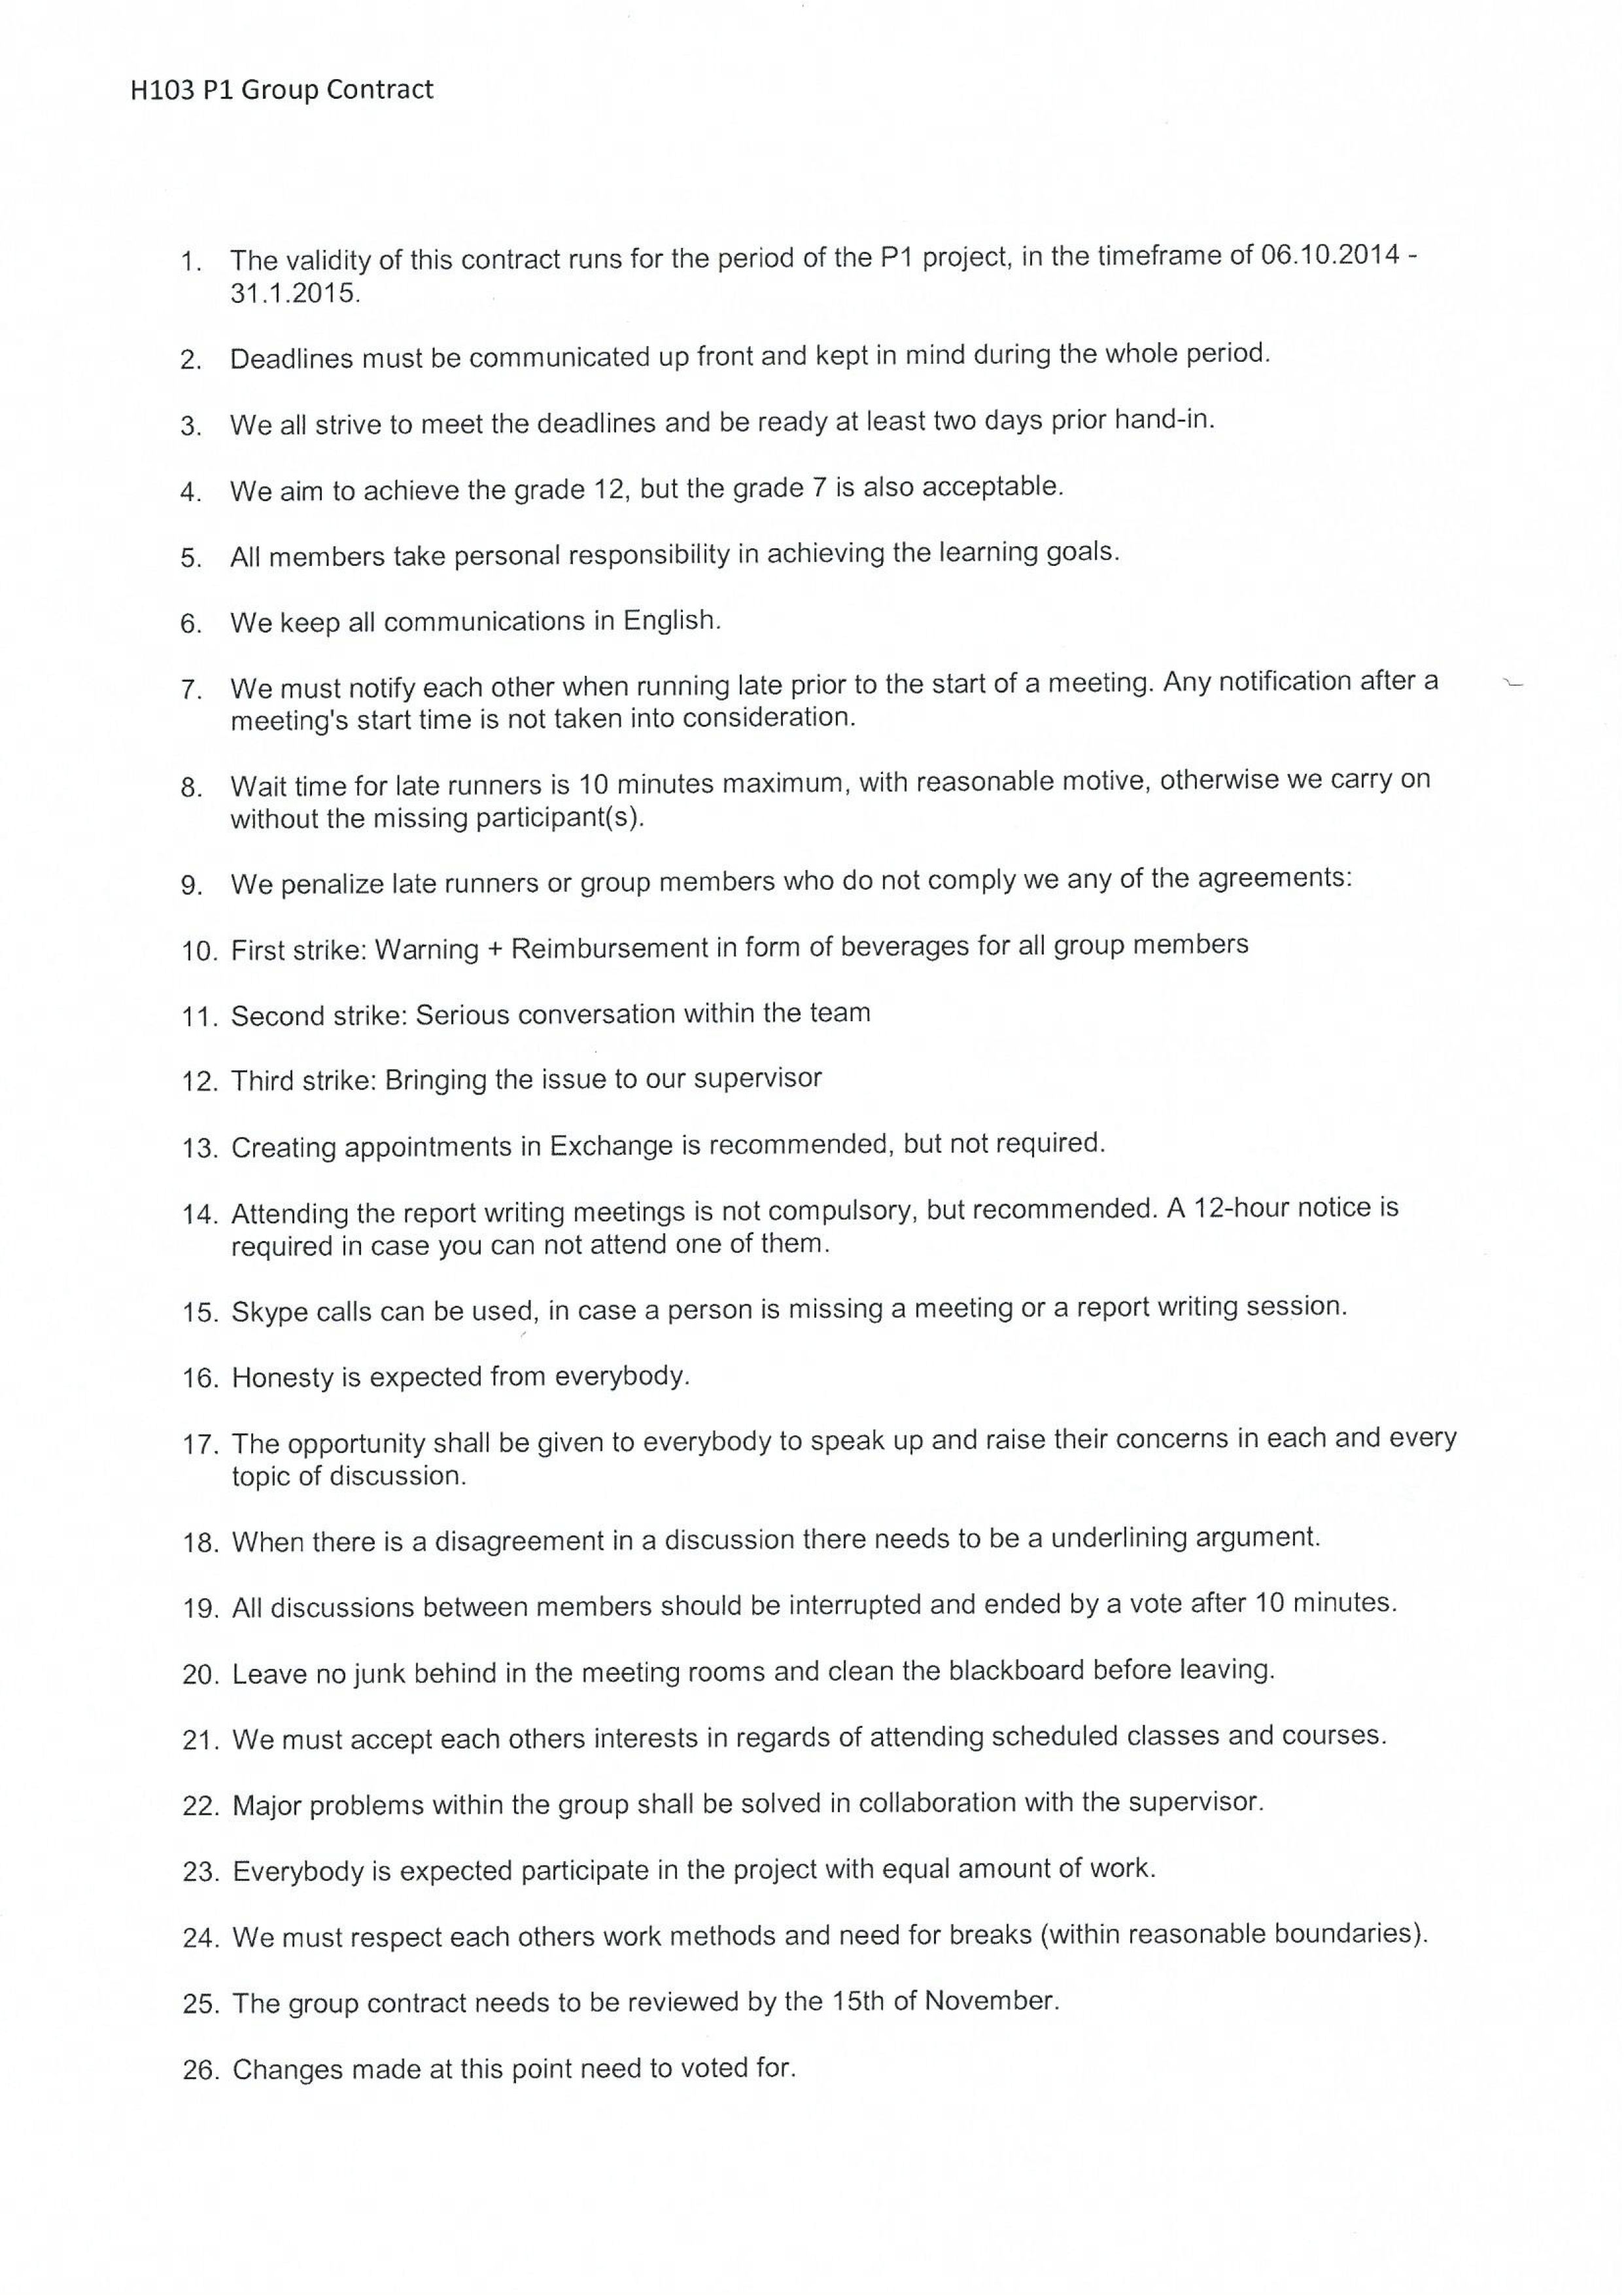 H103 P1 Group Contract
1. The validity of this contract runs for the period of the P1 project, in the timeframe of 06.10.2014 -
31.1.2015.
2. Deadlines must be communicated up front and kept in mind during the whole period.
3. We all strive to meet the deadlines and be ready at least two days prior hand-in.
4. We aim to achieve the grade 12, but the grade 7 is also acceptable.
5. All members take personal responsibility in achieving the learning goals.
6. We keep all communications in English.
7. We must notify each other when running late prior to the start of a meeting. Any notification after a
meeting's start time is not taken into consideration.
8. Wait time for late runners is 10 minutes maximum, with reasonable motive, otherwise we carry on
without the missing participant(s).
9. We penalize late runners or group members who do not comply we any of the agreements:
10. First strike: Warning + Reimbursement in form of beverages for all group members
11. Second strike: Serious conversation within the team
12. Third strike: Bringing the issue to our supervisor
13. Creating appointments in Exchange is recommended, but not required.
14. Attending the report writing meetings is not compulsory, but recommended. A 12-hour notice is
required in case you can not attend one of them.
15. Skype calls can be used, in case a person is missing a meeting or a report writing session.
16. Honesty is expected from everybody.
17. The opportunity shall be given to everybody to speak up and raise their concerns in each and every
topic of discussion.
18. When there is a disagreement in a discussion there needs to be a underlining argument.
19. All discussions between members should be interrupted and ended by a vote after 10 minutes.
20. Leave no junk behind in the meeting rooms and clean the blackboard before leaving.
21. We must accept each others interests in regards of attending scheduled classes and courses.
22. Major problems within the group shall be solved in collaboration with the supervisor.
23. Everybody is expected participate in the project with equal amount of work.
24. We must respect each others work methods and need for breaks (within reasonable boundaries).
25. The group contract needs to be reviewed by the 15th of November.
26. Changes made at this point need to voted for.